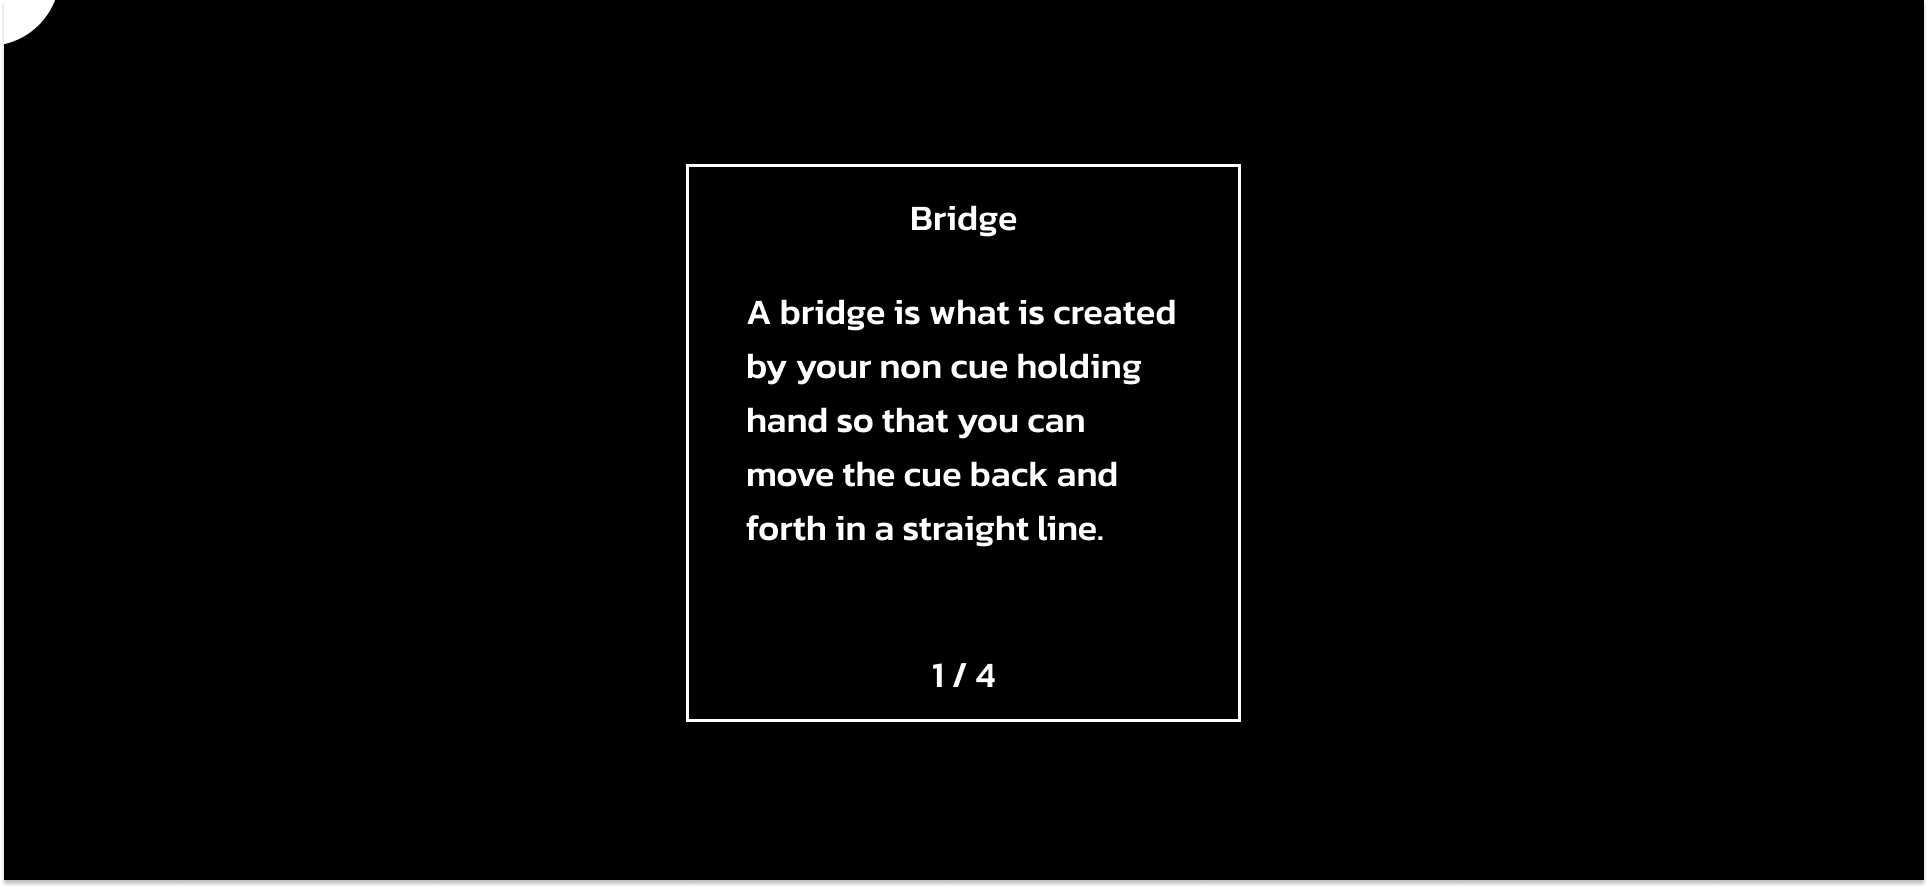 Bridge
A bridge is what is created
by your non cue holding
hand so that you can
move the cue back and
forth in a straight line.
1 / 4